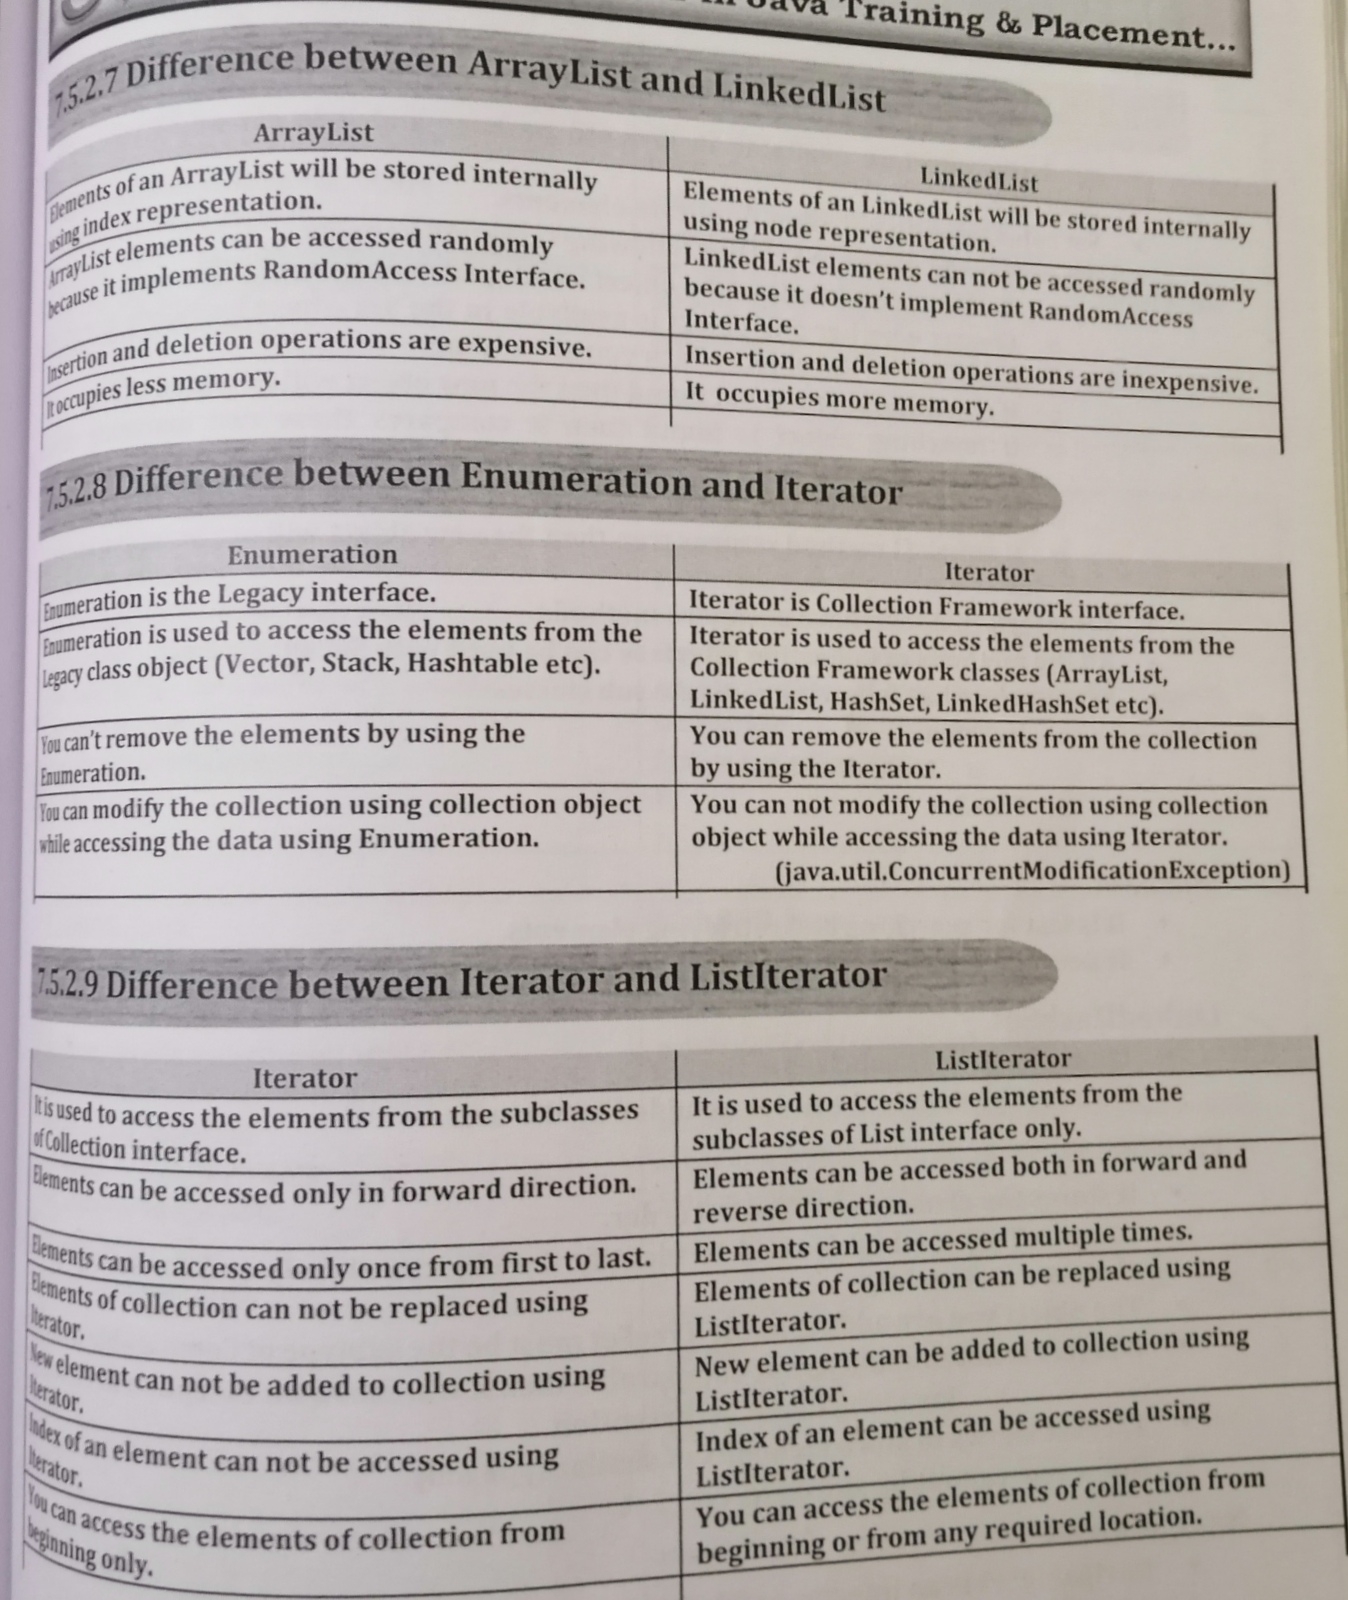 Java Training & Placement...
7.5.2.7 Difference between ArrayList and LinkedList
ArrayList
LinkedList
Elements of an ArrayList will be stored internally
using index representation.
Elements of an LinkedList will be stored internally
using node representation.
ArrayList elements can be accessed randomly
because it implements RandomAccess Interface.
LinkedList elements can not be accessed randomly
because it doesn't implement RandomAccess
Interface.
Insertion and deletion operations are expensive.
Insertion and deletion operations are inexpensive.
It occupies less memory.
It occupies more memory.
7.5.2.8 Difference between Enumeration and Iterator
Enumeration
Iterator
Enumeration is the Legacy interface.
Iterator is Collection Framework interface.
Enumeration is used to access the elements from the
Legacy class object (Vector, Stack, Hashtable etc).
Iterator is used to access the elements from the
Collection Framework classes (ArrayList,
LinkedList, HashSet, LinkedHashSet etc).
You can't remove the elements by using the
Enumeration.
You can remove the elements from the collection
by using the Iterator.
You can modify the collection using collection object
while accessing the data using Enumeration.
You can not modify the collection using collection
object while accessing the data using Iterator.
(java.util.ConcurrentModificationException)
7.5.2.9 Difference between Iterator and ListIterator
Iterator
ListIterator
It is used to access the elements from the subclasses
of Collection interface.
It is used to access the elements from the
subclasses of List interface only.
Elements can be accessed only in forward direction.
Elements can be accessed both in forward and
reverse direction.
Elements can be accessed only once from first to last.
Elements can be accessed multiple times.
Elements of collection can not be replaced using
Iterator.
Elements of collection can be replaced using
ListIterator.
New element can not be added to collection using
Iterator.
New element can be added to collection using
ListIterator.
Index of an element can not be accessed using
Iterator.
Index of an element can be accessed using
ListIterator.
You can access the elements of collection from
beginning only.
You can access the elements of collection from
beginning or from any required location.